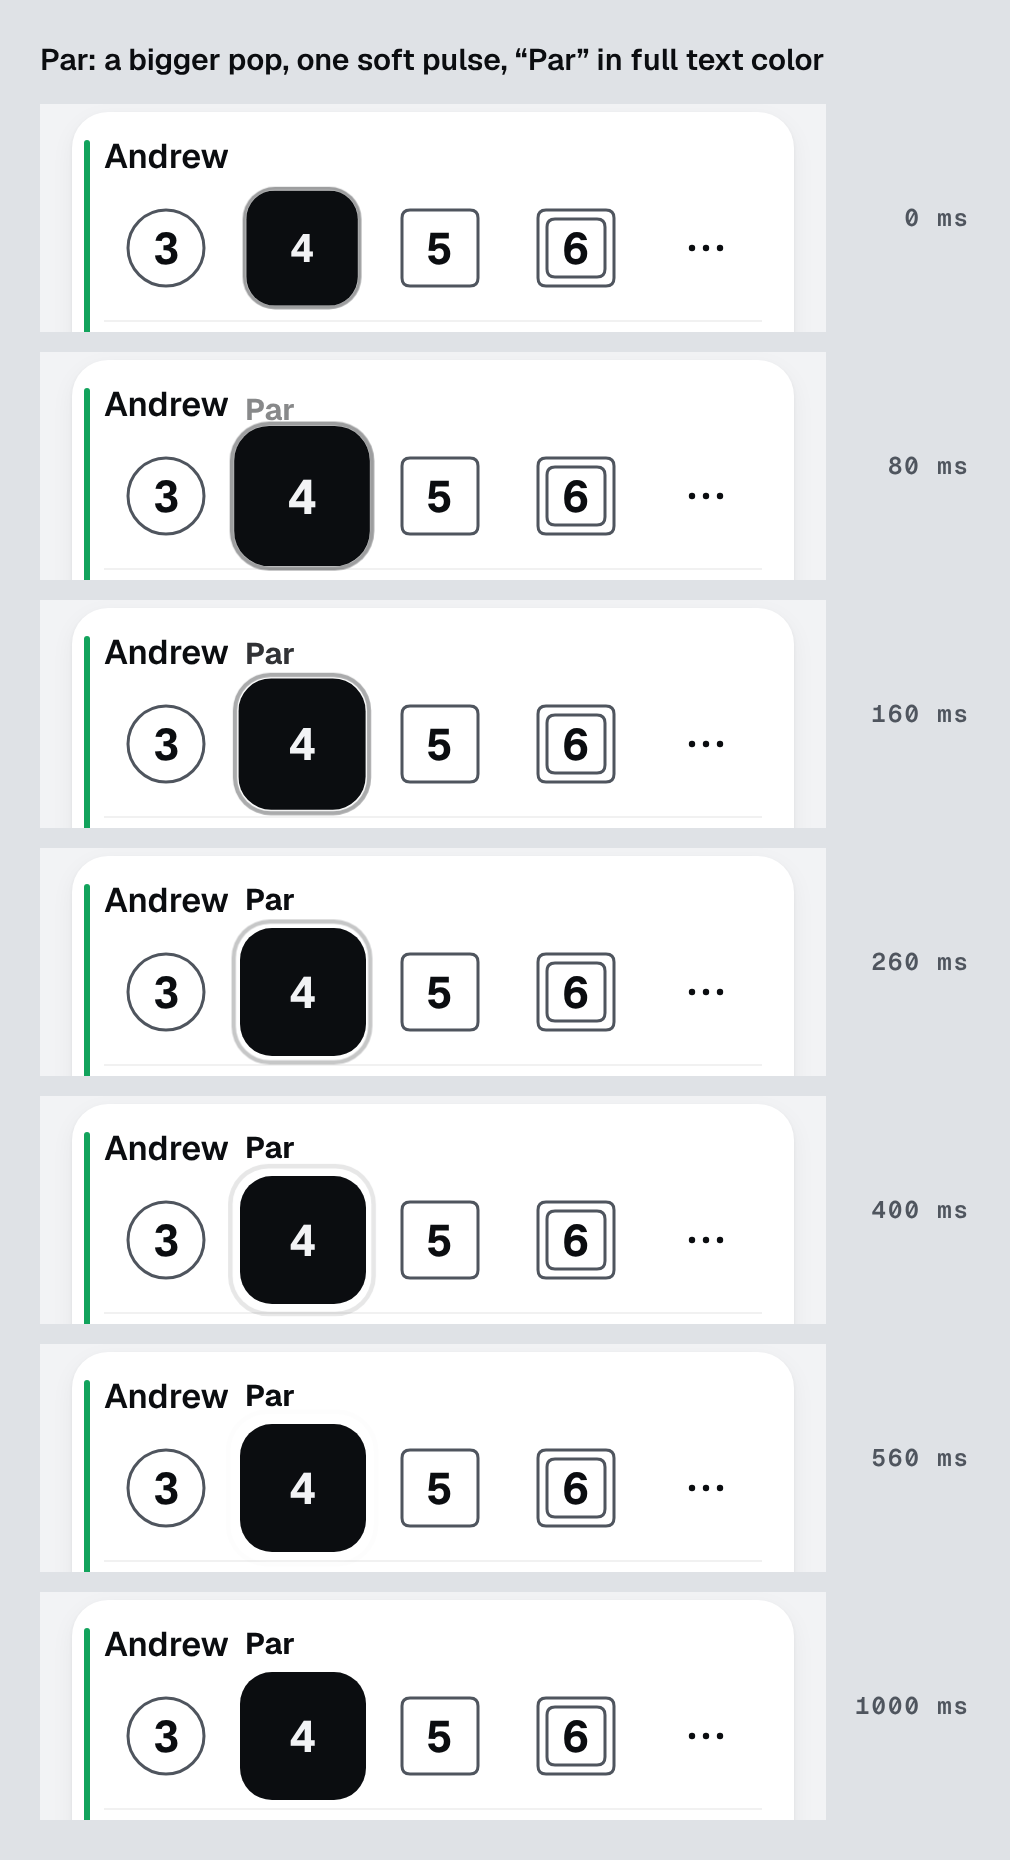 Par: a bigger pop, one soft pulse, “Par” in full text color
Andrew
3 4 5 6 ...
0 ms
Andrew Par
3 4 5 6 ...
80 ms
Andrew Par
3 4 5 6 ...
160 ms
Andrew Par
3 4 5 6 ...
260 ms
Andrew Par
3 4 5 6 ...
400 ms
Andrew Par
3 4 5 6 ...
560 ms
Andrew Par
3 4 5 6 ...
1000 ms